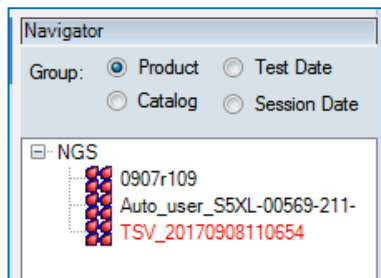 Navigator
Group: Product Test Date
Catalog Session Date
NGS
0907r109
Auto_user_S5XL-00569-211-
TSV_20170908110654